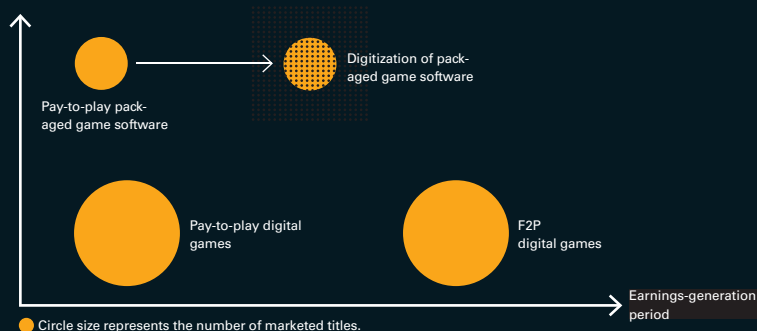 Digitization of pack-
aged game software
Pay-to-play pack-
aged game software
Pay-to-play digital
games
F2P
digital games
Earnings-generation
period
Circle size represents the number of marketed titles.